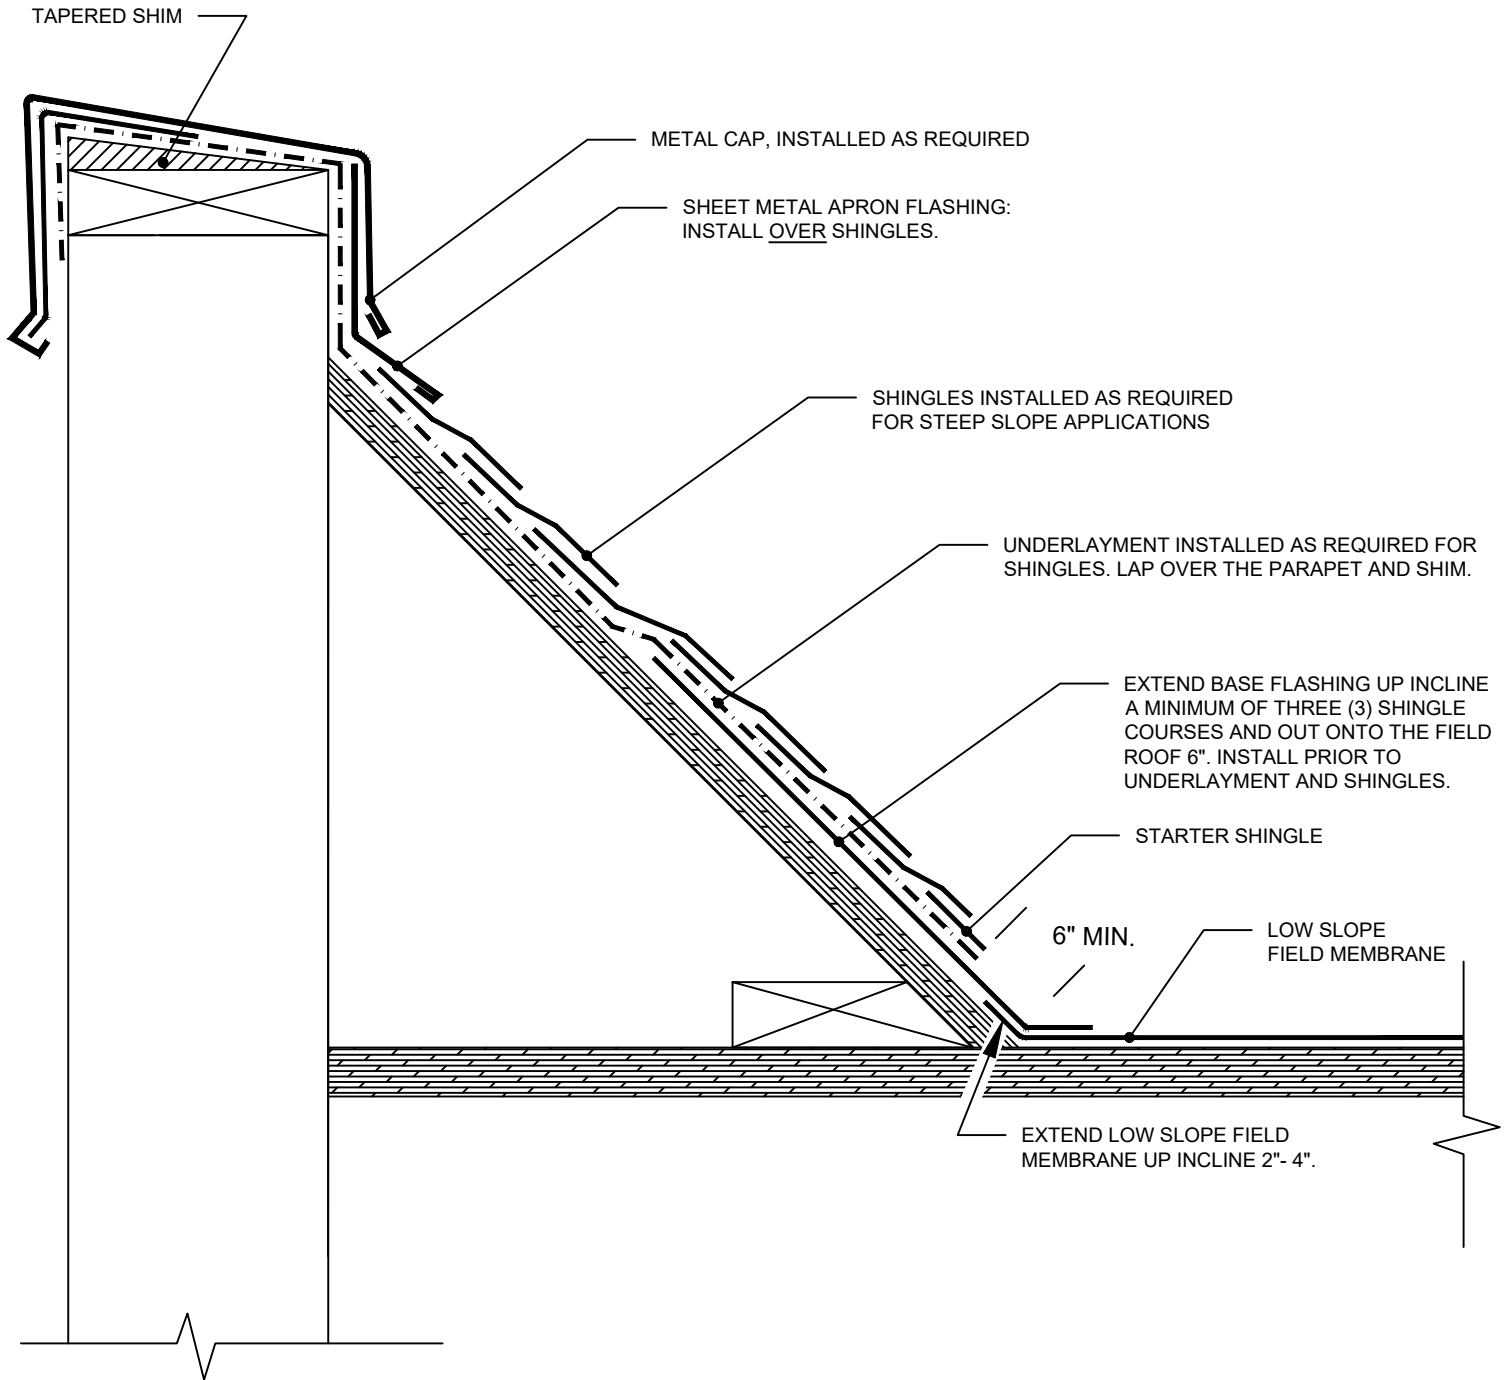 TAPERED SHIM
METAL CAP, INSTALLED AS REQUIRED
SHEET METAL APRON FLASHING:
INSTALL OVER SHINGLES.
SHINGLES INSTALLED AS REQUIRED
FOR STEEP SLOPE APPLICATIONS
UNDERLAYMENT INSTALLED AS REQUIRED FOR
SHINGLES. LAP OVER THE PARAPET AND SHIM.
EXTEND BASE FLASHING UP INCLINE
A MINIMUM OF THREE (3) SHINGLE
COURSES AND OUT ONTO THE FIELD
ROOF 6". INSTALL PRIOR TO
UNDERLAYMENT AND SHINGLES.
STARTER SHINGLE
6" MIN.
LOW SLOPE
FIELD MEMBRANE
EXTEND LOW SLOPE FIELD
MEMBRANE UP INCLINE 2"- 4".